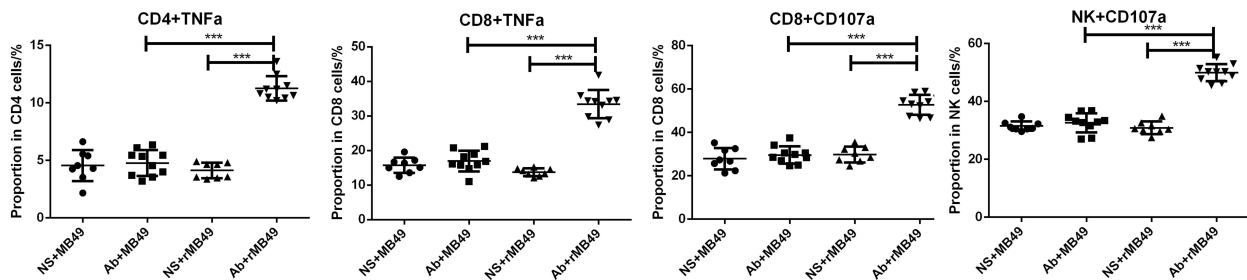 CD4+TNFa
Proportion in CD4 cells/%
15
10
5
0
***
***
NS+MB49
Ab+MB49
NS+rMB49
Ab+rMB49
CD8+TNFa
Proportion in CD8 cells/%
50
40
30
20
10
0
***
***
NS+MB49
Ab+MB49
NS+rMB49
Ab+rMB49
CD8+CD107a
Proportion in CD8 cells/%
80
60
40
20
0
***
***
NS+MB49
Ab+MB49
NS+rMB49
Ab+rMB49
NK+CD107a
Proportion in NK cells/%
60
40
20
0
***
***
NS+MB49
Ab+MB49
NS+rMB49
Ab+rMB49